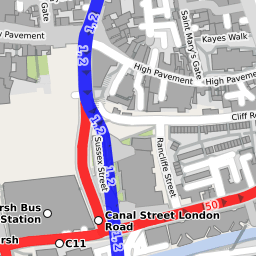 Gate
Saint Mary's
Gate
Kayes Walk
Pavement
High Pavement
High Pavement
1, 2
1, 2
1, 2
Cliff R
Sussex Street
Rancliffe
Street
1, 2
50
rsh Bus
Station
Canal Street London
Road
rsh
C11
1, 2